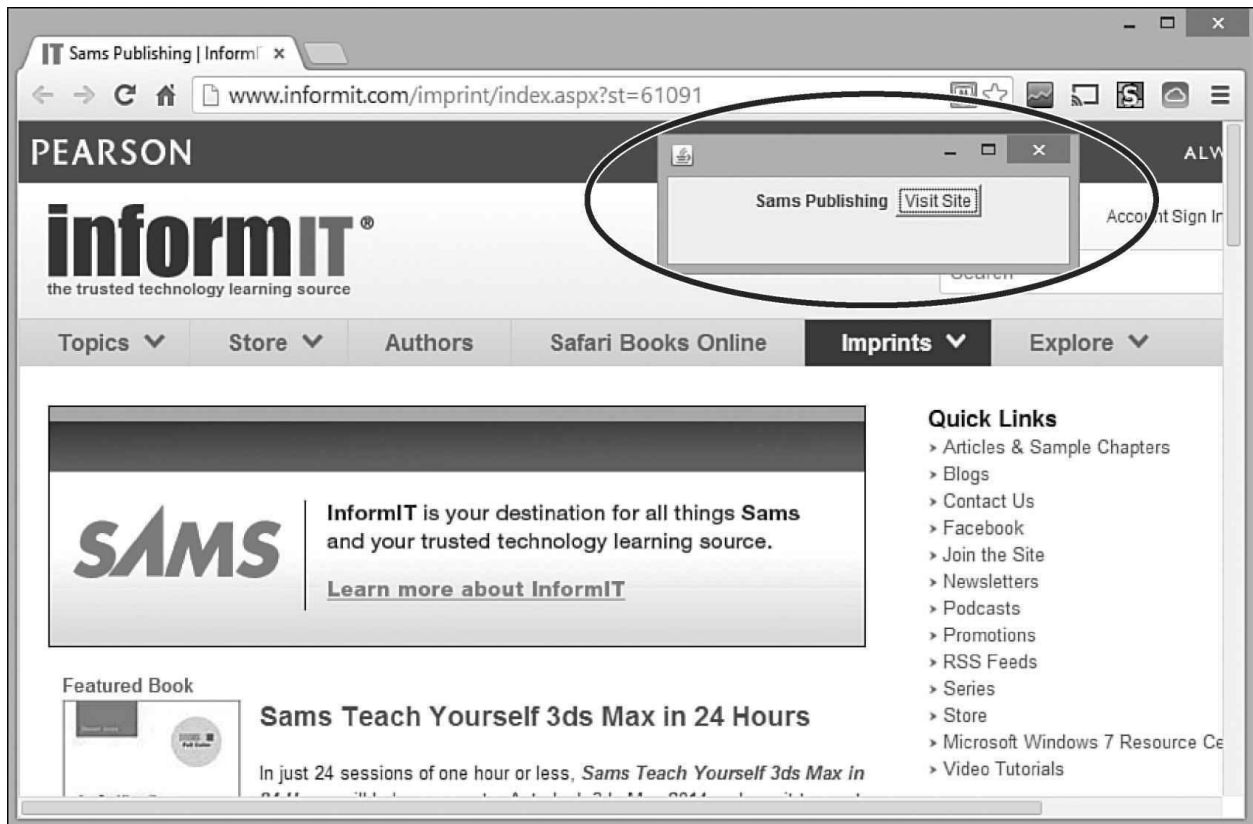 IT Sams Publishing | Inform
www.informit.com/imprint/index.aspx?st=61091
PEARSON
ALW
Sams Publishing Visit Site
informIT®
the trusted technology learning source
Account Sign In
Search
Topics Store Authors Safari Books Online Imprints Explore
SAMS
InformIT is your destination for all things Sams
and your trusted technology learning source.
Learn more about InformIT
Quick Links
Articles & Sample Chapters
Blogs
Contact Us
Facebook
Join the Site
Newsletters
Podcasts
Promotions
RSS Feeds
Series
Store
Microsoft Windows 7 Resource Ce
Video Tutorials
Featured Book
Sams Teach Yourself 3ds Max in 24 Hours
In just 24 sessions of one hour or less, Sams Teach Yourself 3ds Max in